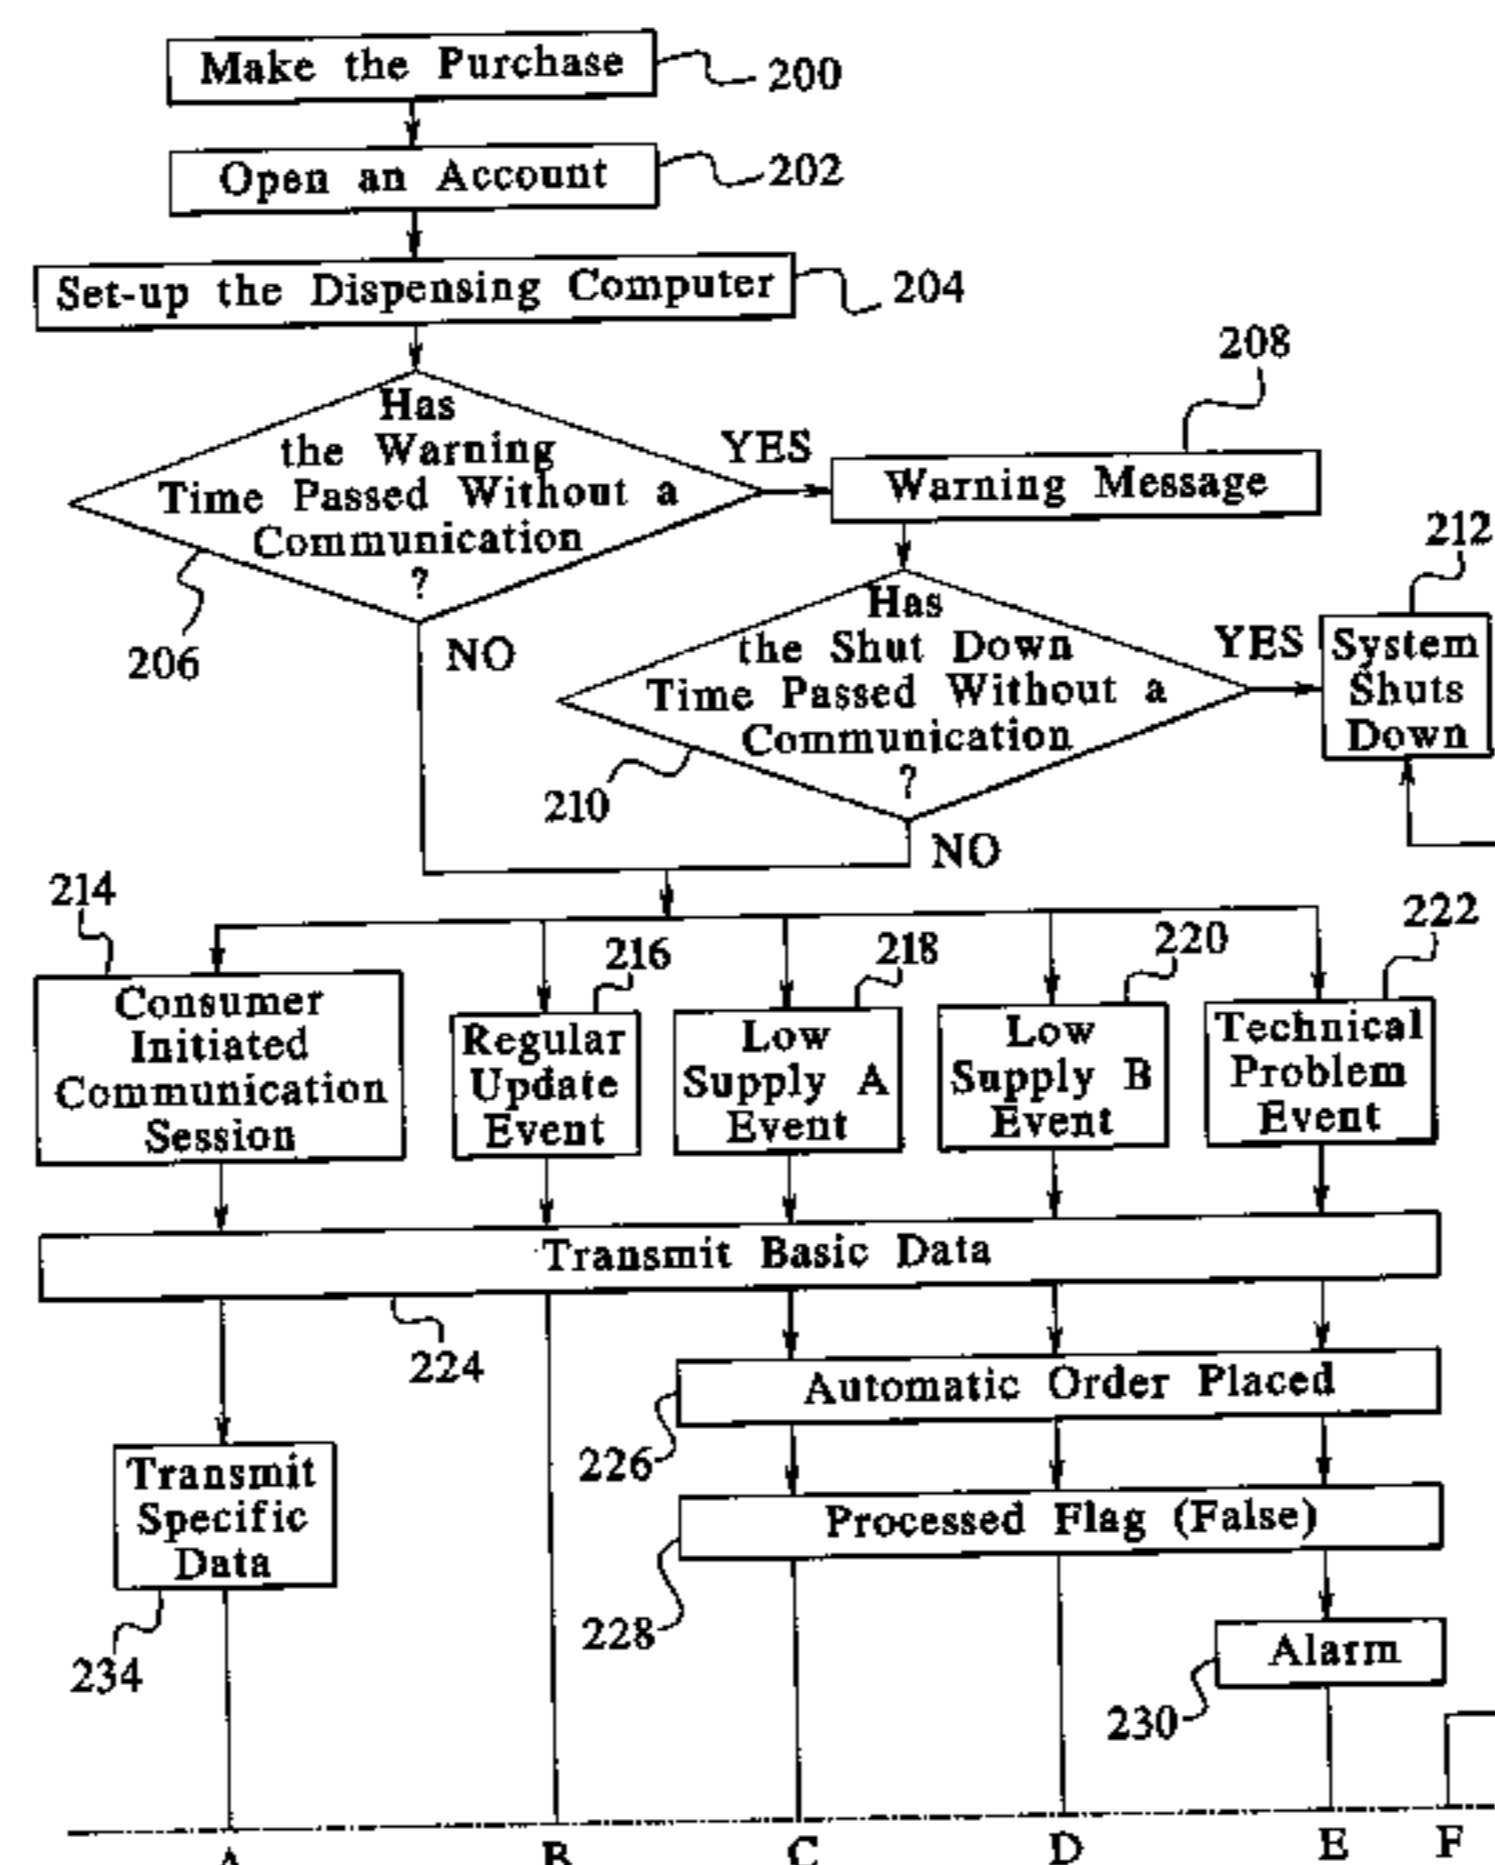 Make the Purchase
200
Open an Account
202
Set-up the Dispensing Computer
204
Has
the Warning
Time Passed Without a
Communication
?
206
YES
NO
208
Warning Message
Has
the Shut Down
Time Passed Without a
Communication
?
210
YES
NO
212
System
Shuts
Down
214
Consumer
Initiated
Communication
Session
216
Regular
Update
Event
218
Low
Supply A
Event
220
Low
Supply B
Event
222
Technical
Problem
Event
Transmit Basic Data
224
Automatic Order Placed
226
Processed Flag (False)
228
Transmit
Specific
Data
234
Alarm
230
A B C D E F